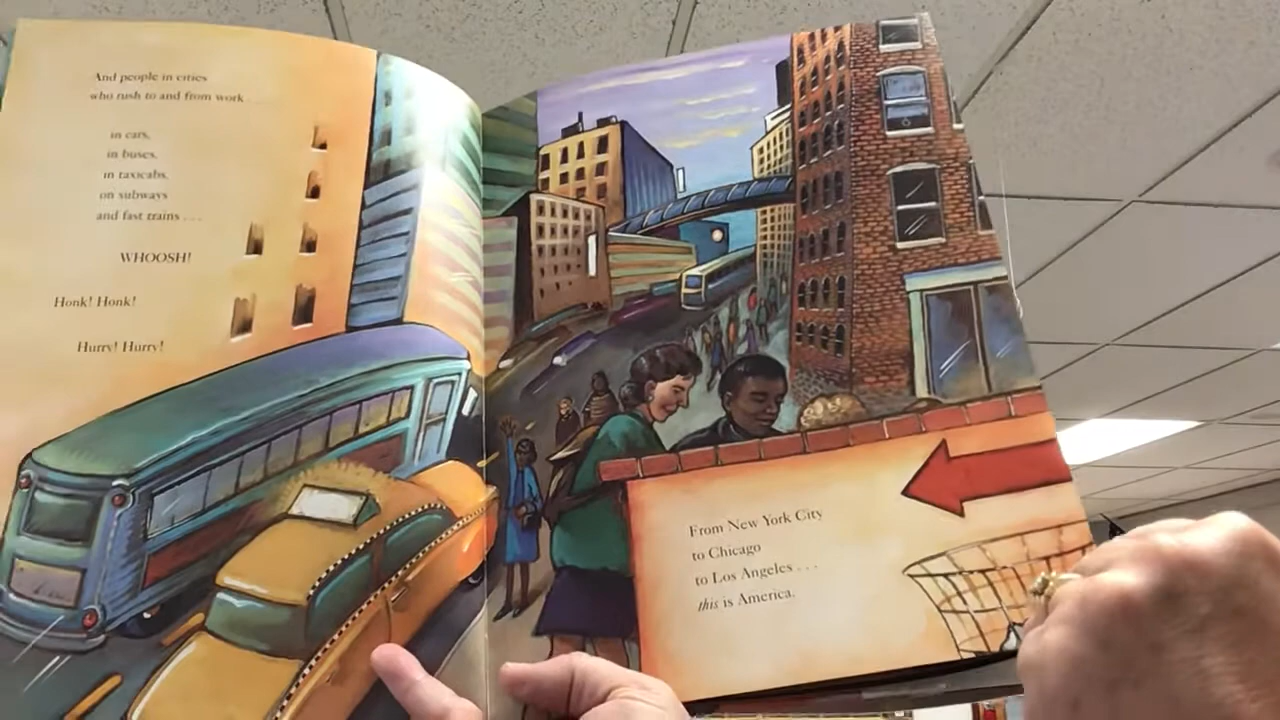 And people in cities
who rush to and from work
in cars,
in buses,
in taxicabs,
on subways
and fast trains . . .
WHOOSH!
Honk! Honk!
Hurry! Hurry!
From New York City
to Chicago
to Los Angeles . . .
this is America.